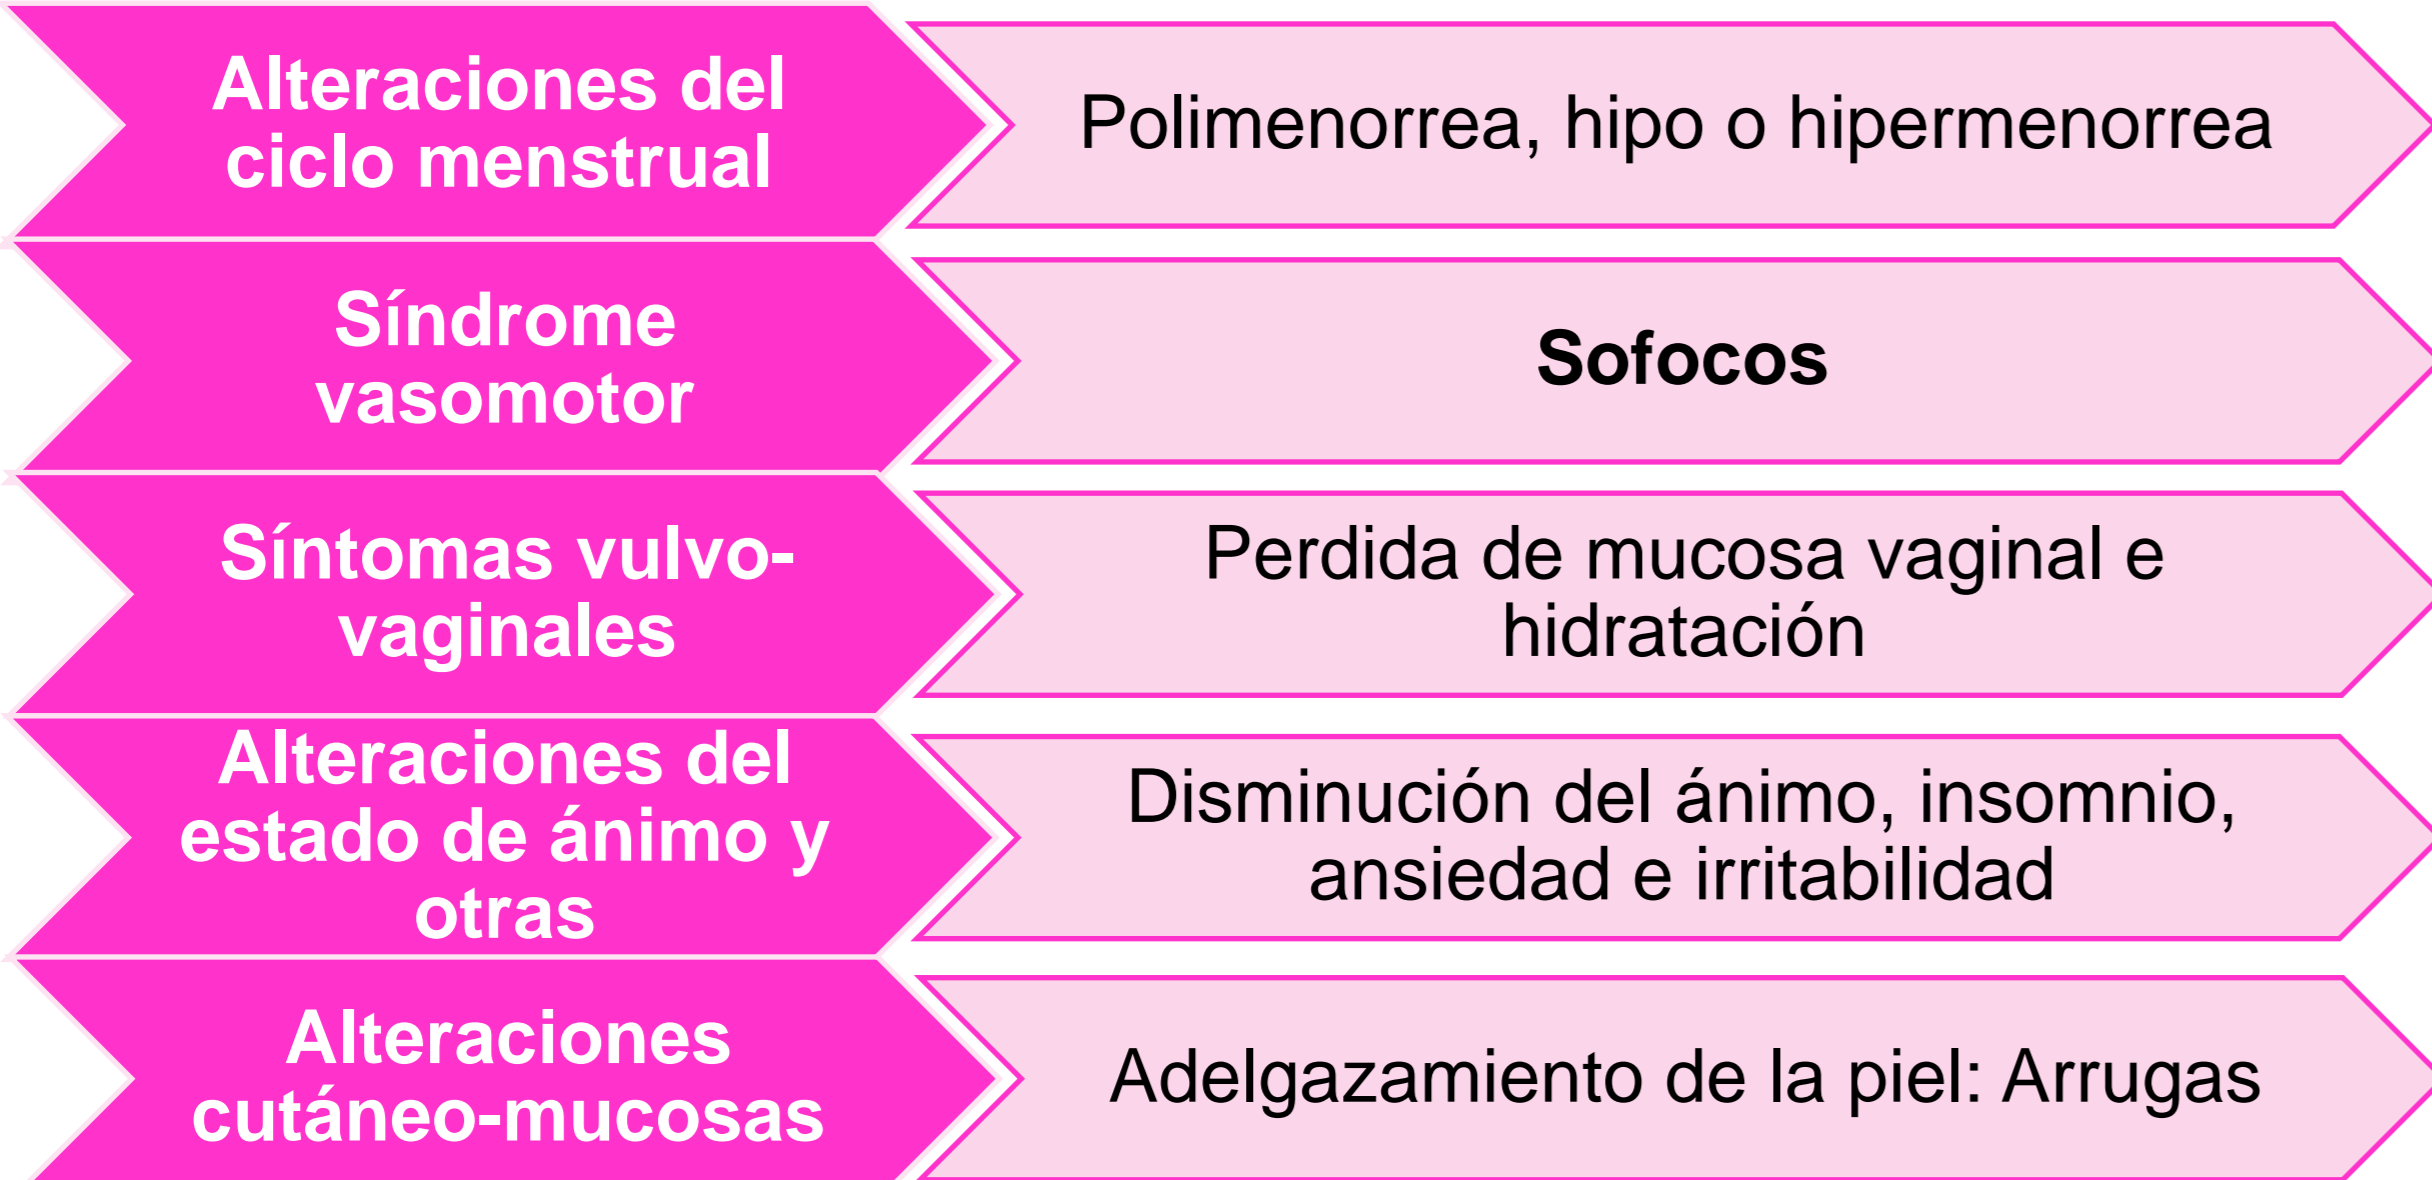 Alteraciones del
ciclo menstrual
Polimenorrea, hipo o hipermenorrea
Síndrome
vasomotor
Sofocos
Síntomas vulvo-
vaginales
Perdida de mucosa vaginal e
hidratación
Alteraciones del
estado de ánimo y
otras
Disminución del ánimo, insomnio,
ansiedad e irritabilidad
Alteraciones
cutáneo-mucosas
Adelgazamiento de la piel: Arrugas